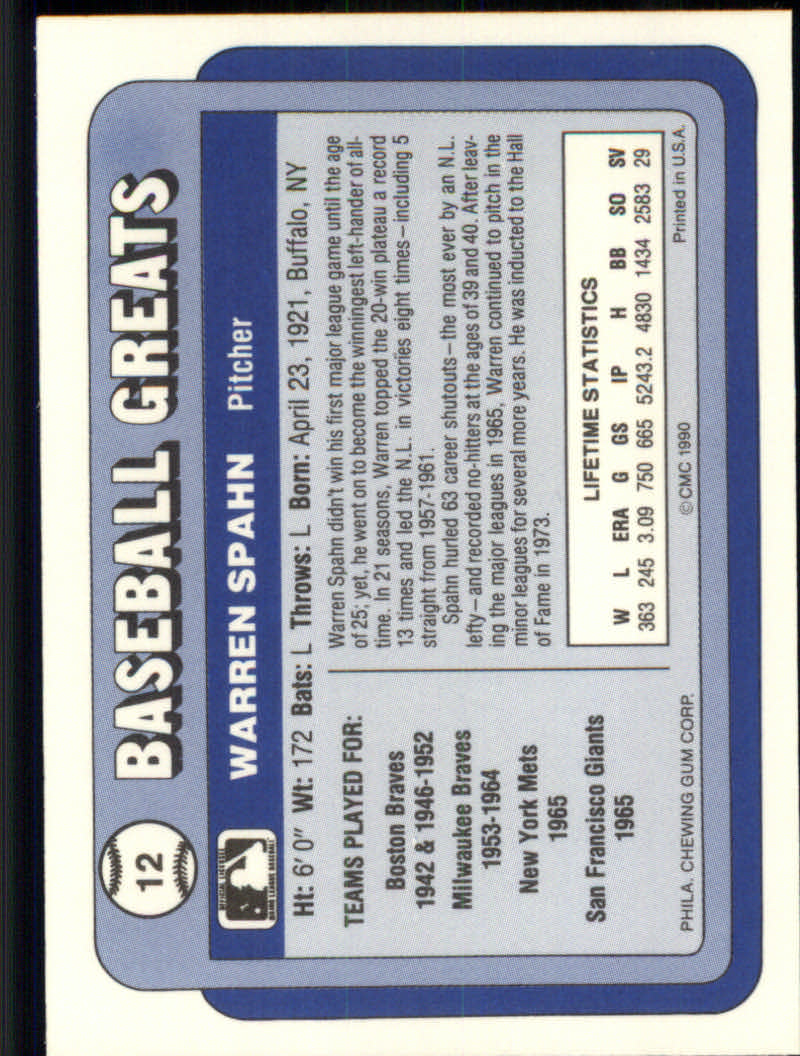 12
BASEBALL GREATS
OFFICIAL LICENSEE
MAJOR LEAGUE BASEBALL
WARREN SPAHN Pitcher
Ht: 6' 0" Wt: 172 Bats: L Throws: L Born: April 23, 1921, Buffalo, NY
TEAMS PLAYED FOR:
Boston Braves
1942 & 1946-1952
Milwaukee Braves
1953-1964
New York Mets
1965
San Francisco Giants
1965
Warren Spahn didn't win his first major league game until the age
of 25; yet, he went on to become the winningest left-hander of all-
time. In 21 seasons, Warren topped the 20-win plateau a record
13 times and led the N.L. in victories eight times—including 5
straight from 1957-1961.
Spahn hurled 63 career shutouts—the most ever by an N.L.
lefty—and recorded no-hitters at the ages of 39 and 40. After leav-
ing the major leagues in 1965, Warren continued to pitch in the
minor leagues for several more years. He was inducted to the Hall
of Fame in 1973.
LIFETIME STATISTICS
W L ERA G GS IP H BB SO SV
363 245 3.09 750 665 5243.2 4830 1434 2583 29
PHILA. CHEWING GUM CORP. © CMC 1990 Printed in U.S.A.